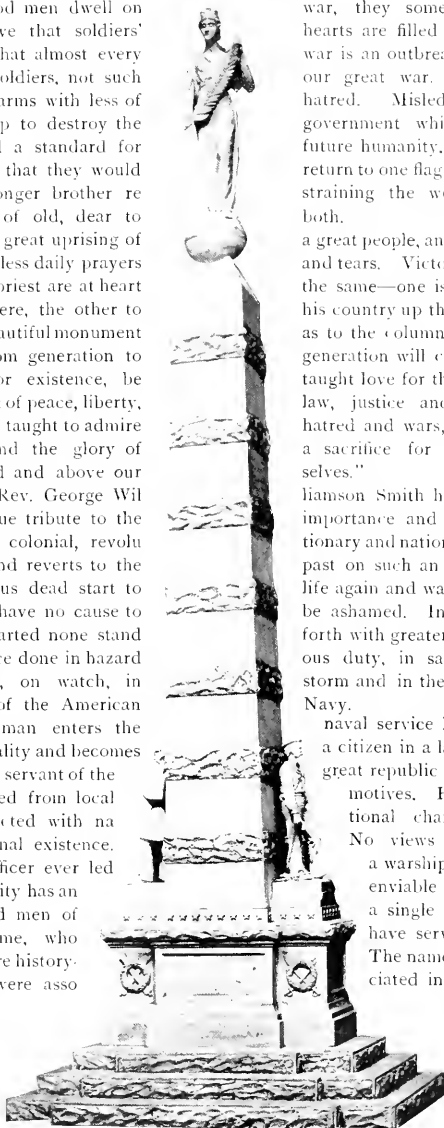 od men dwell on war, they some
ve that soldiers' hearts are filled
hat almost every war is an outbrea
oldiers, not such our great war.
arms with less of hatred. Misled
p to destroy the government whi
d a standard for future humanity,
that they would return to one flag
onger brother re straining the w
of old, dear to both.
great uprising of a great people, an
less daily prayers and tears. Victo
priest are at heart the same—one is
ere, the other to his country up th
autiful monument as to the column
om generation to generation will c
or existence, be taught love for th
of peace, liberty, law, justice and
taught to admire hatred and wars,
nd the glory of a sacrifice for
d and above our selves."
Rev. George Wil liamson Smith h
ue tribute to the importance and
colonial, revolu tionary and nation
nd reverts to the past on such an
us dead start to life again and wa
have no cause to be ashamed. In
arted none stand forth with greater
re done in hazard ous duty, in sa
, on watch, in storm and in the
of the American Navy.
man enters the naval service
ality and becomes a citizen in a la
servant of the great republic
ed from local motives.
cted with na tional cha
nal existence. No views
fficer ever led a warship
ity has an enviable
d men of a single
me, who have serv
re history- The name
were asso ciated in